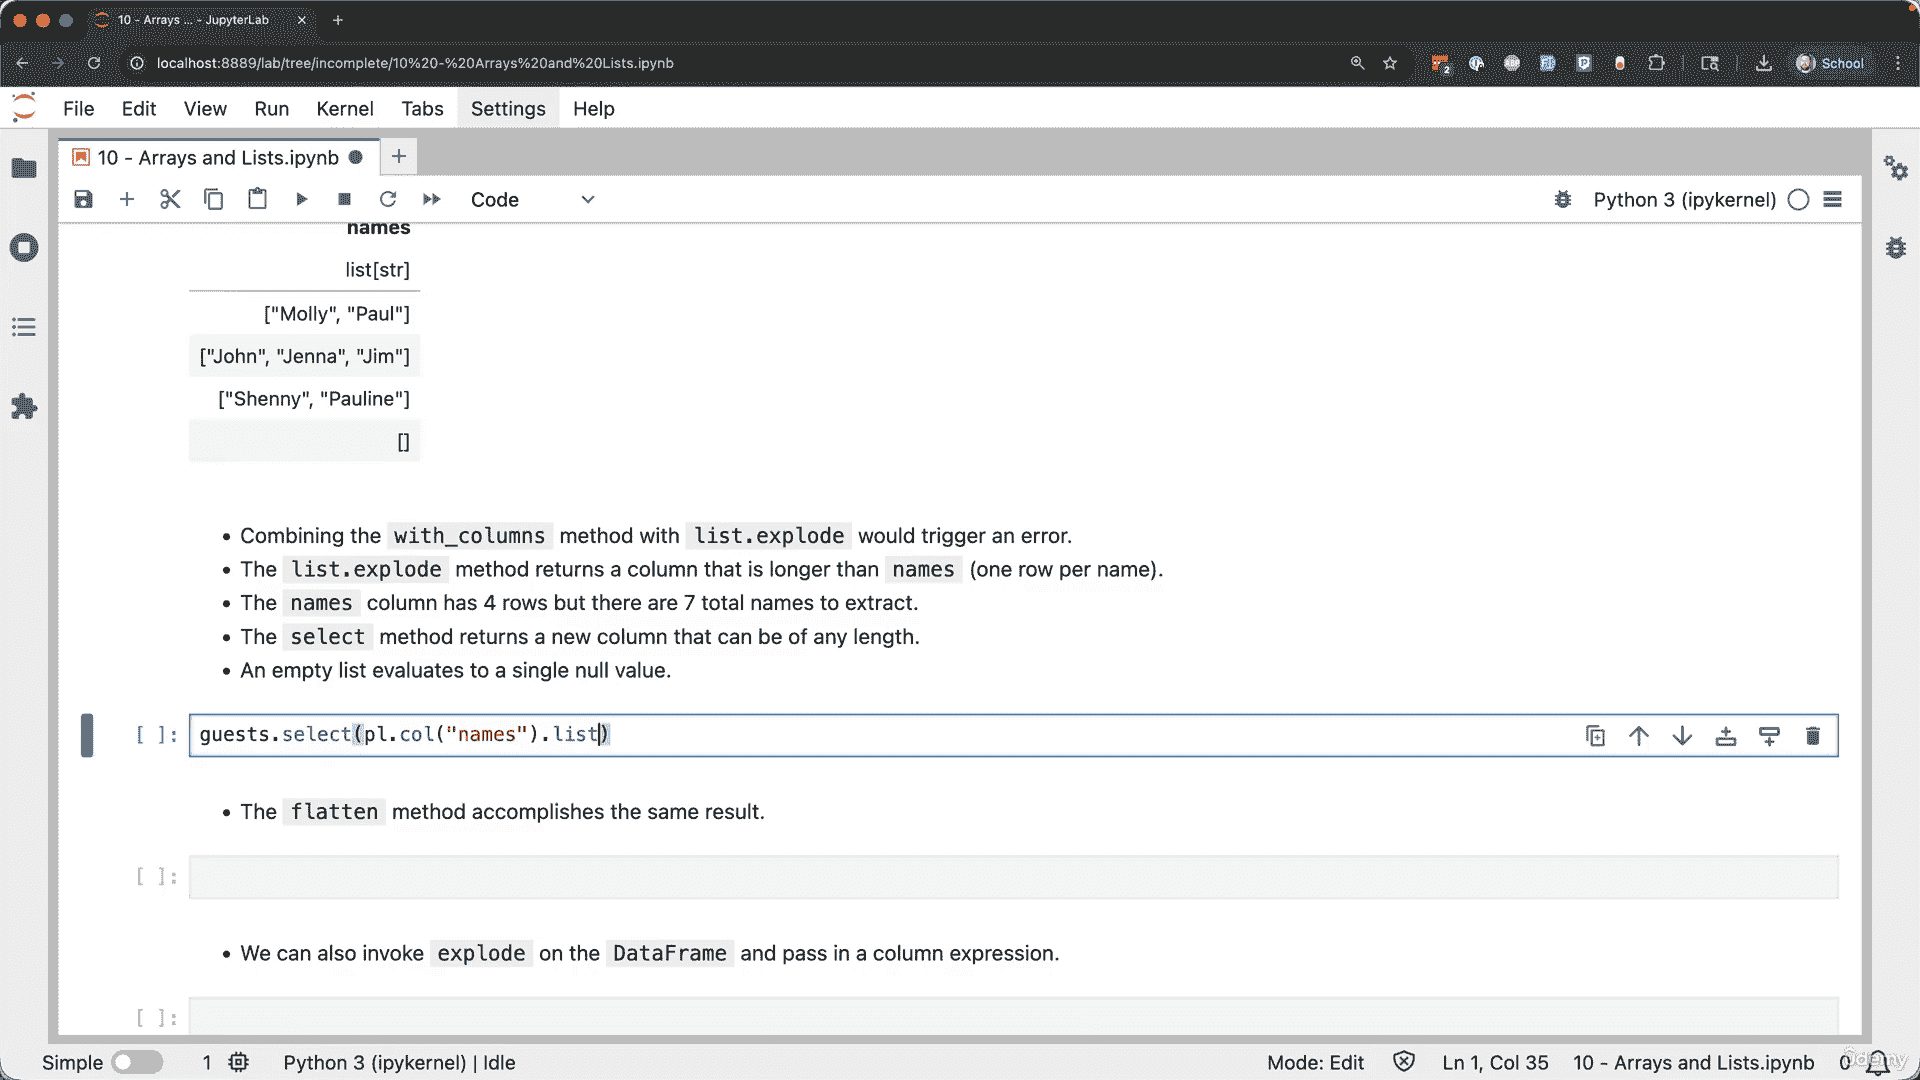 10 - Arrays ... - JupyterLab
localhost:8889/lab/tree/incomplete/10%20-%20Arrays%20and%20Lists.ipynb
2
School
File Edit View Run Kernel Tabs Settings Help
10 - Arrays and Lists.ipynb
Code
Python 3 (ipykernel)
names
list[str]
["Molly", "Paul"]
["John", "Jenna", "Jim"]
["Shenny", "Pauline"]
[]
• Combining the with_columns method with list.explode would trigger an error.
• The list.explode method returns a column that is longer than names (one row per name).
• The names column has 4 rows but there are 7 total names to extract.
• The select method returns a new column that can be of any length.
• An empty list evaluates to a single null value.
[ ]: guests.select(pl.col("names").list)
• The flatten method accomplishes the same result.
[ ]:
• We can also invoke explode on the DataFrame and pass in a column expression.
[ ]:
Simple 1 Python 3 (ipykernel) | Idle Mode: Edit Ln 1, Col 35 10 - Arrays and Lists.ipynb 0
udemy